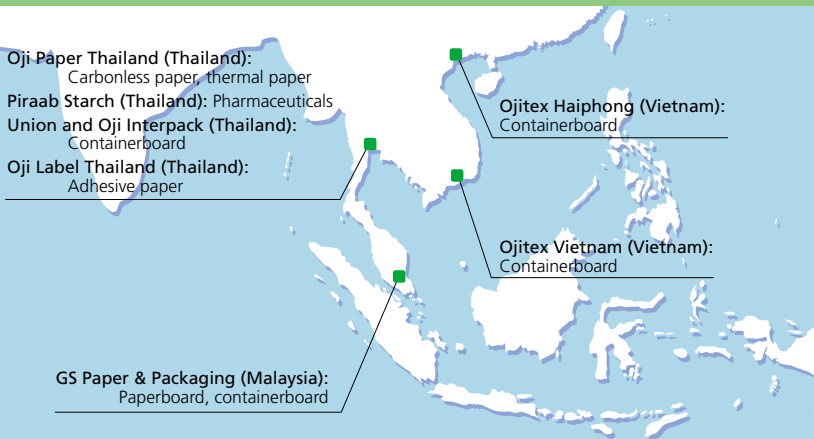 Oji Paper Thailand (Thailand):
Carbonless paper, thermal paper
Piraab Starch (Thailand): Pharmaceuticals
Union and Oji Interpack (Thailand):
Containerboard
Oji Label Thailand (Thailand):
Adhesive paper
Ojitex Haiphong (Vietnam):
Containerboard
Ojitex Vietnam (Vietnam):
Containerboard
GS Paper & Packaging (Malaysia):
Paperboard, containerboard